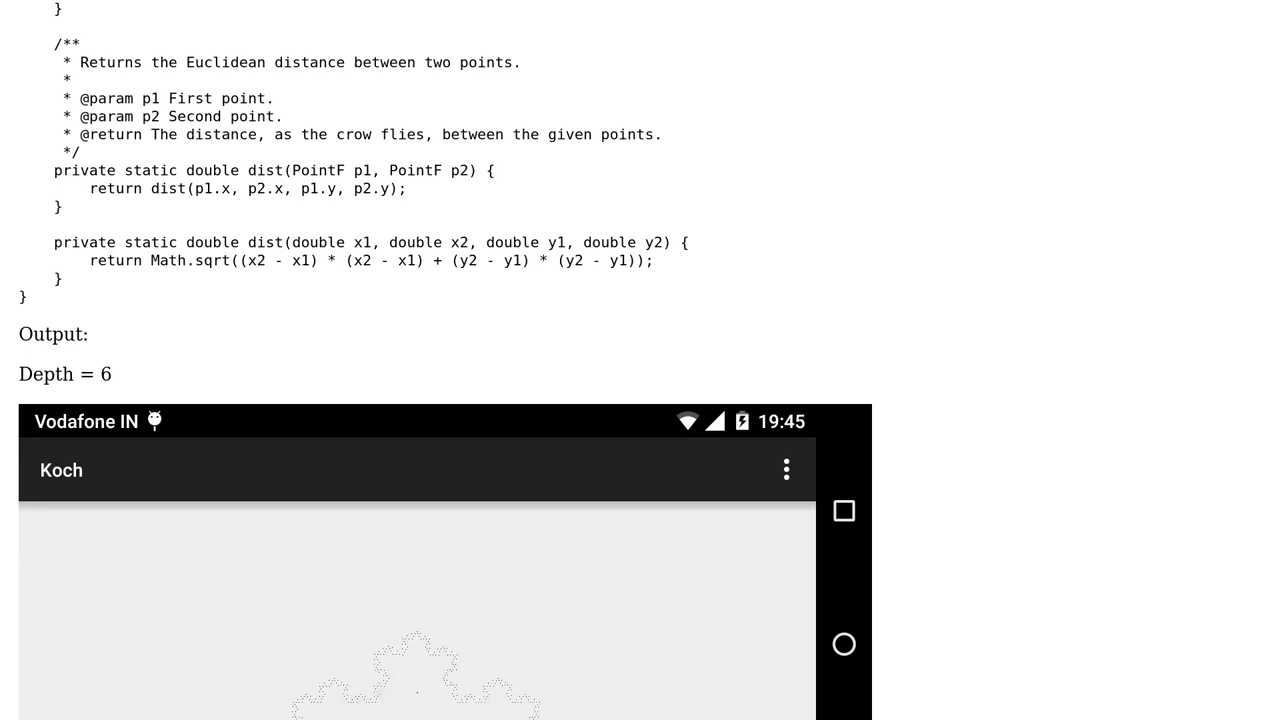 }

    /**
     * Returns the Euclidean distance between two points.
     *
     * @param p1 First point.
     * @param p2 Second point.
     * @return The distance, as the crow flies, between the given points.
     */
    private static double dist(PointF p1, PointF p2) {
        return dist(p1.x, p2.x, p1.y, p2.y);
    }

    private static double dist(double x1, double x2, double y1, double y2) {
        return Math.sqrt((x2 - x1) * (x2 - x1) + (y2 - y1) * (y2 - y1));
    }
}
Output:
Depth = 6
Vodafone IN 19:45
Koch